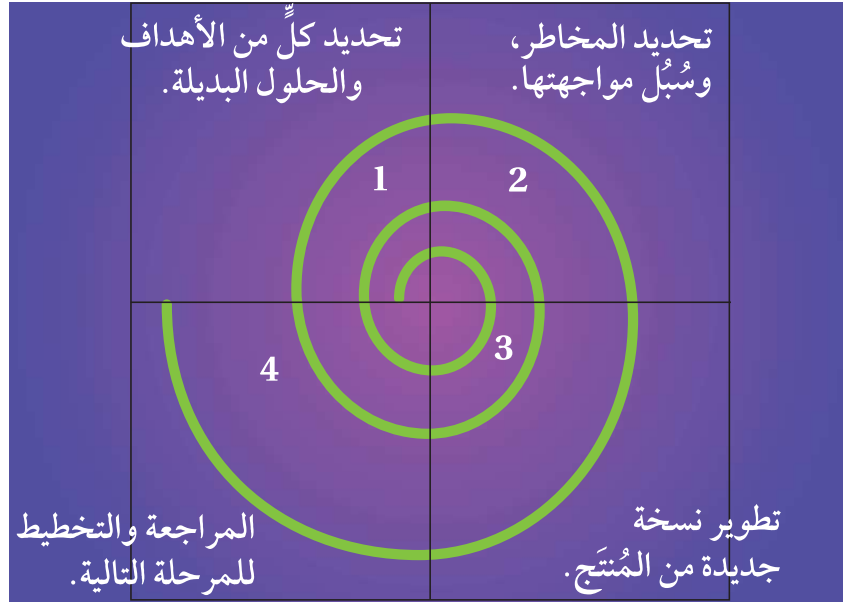 تحديد المخاطر،
وسُبُل مواجهتها.
تحديد كلٍّ من الأهداف
والحلول البديلة.
1
2
3
4
تطوير نسخة
جديدة من المُنتَج.
المراجعة والتخطيط
للمرحلة التالية.